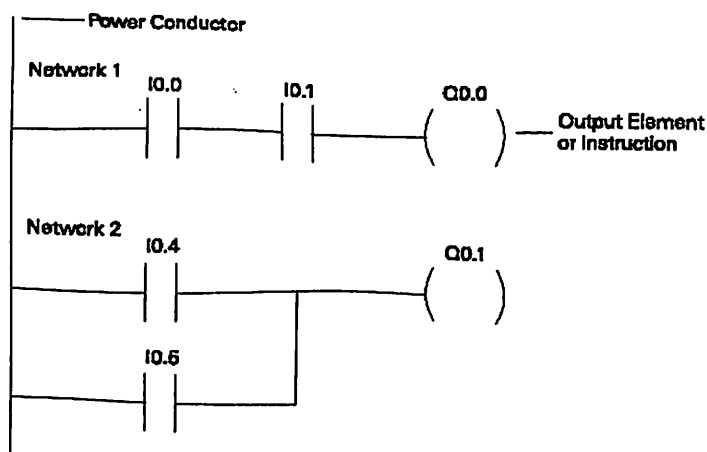 Power Conductor
Network 1
I0.0
I0.1
Q0.0
Output Element
or Instruction
Network 2
I0.4
Q0.1
I0.5